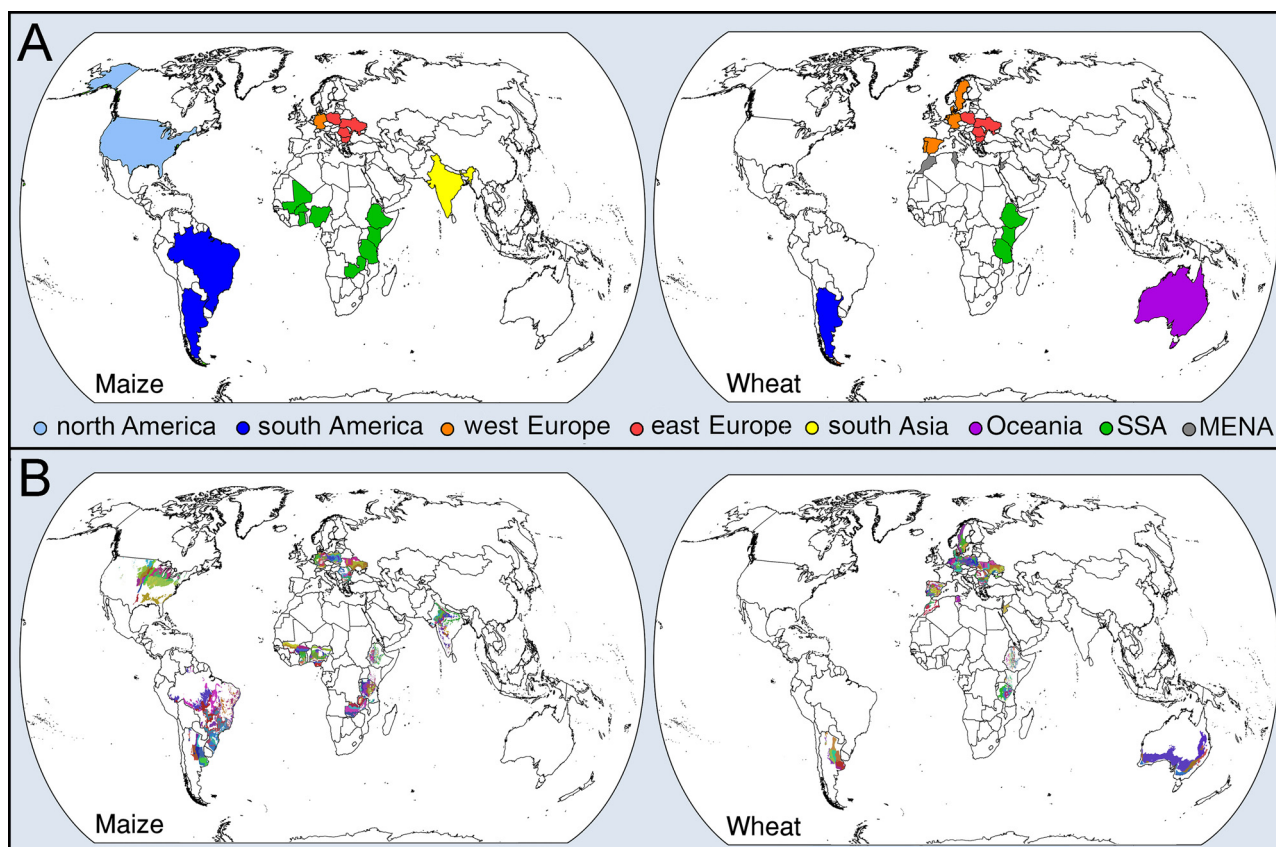 A
Maize
Wheat
north America south America west Europe east Europe south Asia Oceania SSA MENA
B
Maize
Wheat